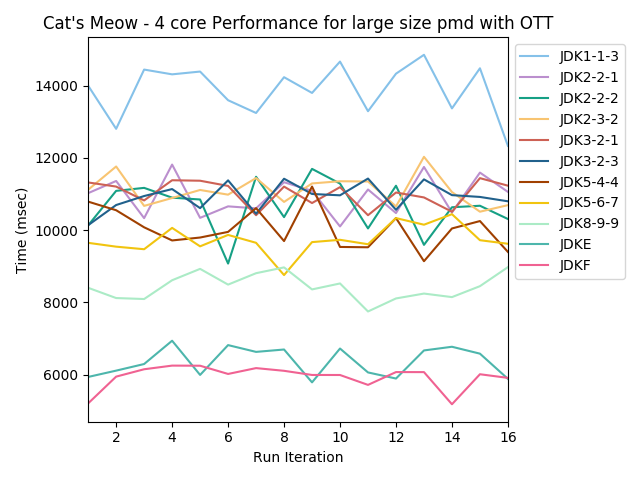 Cat's Meow - 4 core Performance for large size pmd with OTT
Time (msec)
14000
12000
10000
8000
6000
2 4 6 8 10 12 14 16
Run Iteration
JDK1-1-3
JDK2-2-1
JDK2-2-2
JDK2-3-2
JDK3-2-1
JDK3-2-3
JDK5-4-4
JDK5-6-7
JDK8-9-9
JDKE
JDKF